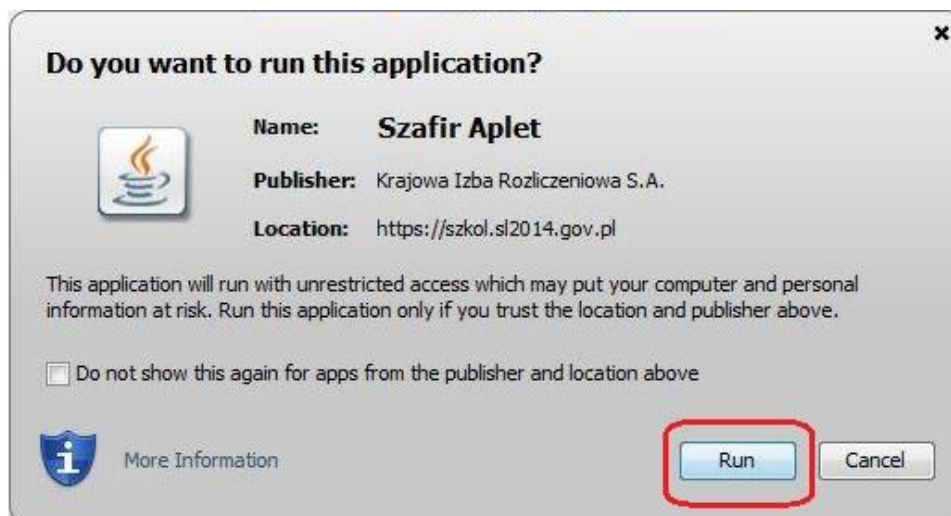 Do you want to run this application?
Name: Szafir Aplet
Publisher: Krajowa Izba Rozliczeniowa S.A.
Location: https://szkol.sl2014.gov.pl
This application will run with unrestricted access which may put your computer and personal
information at risk. Run this application only if you trust the location and publisher above.
Do not show this again for apps from the publisher and location above
More Information
Run
Cancel